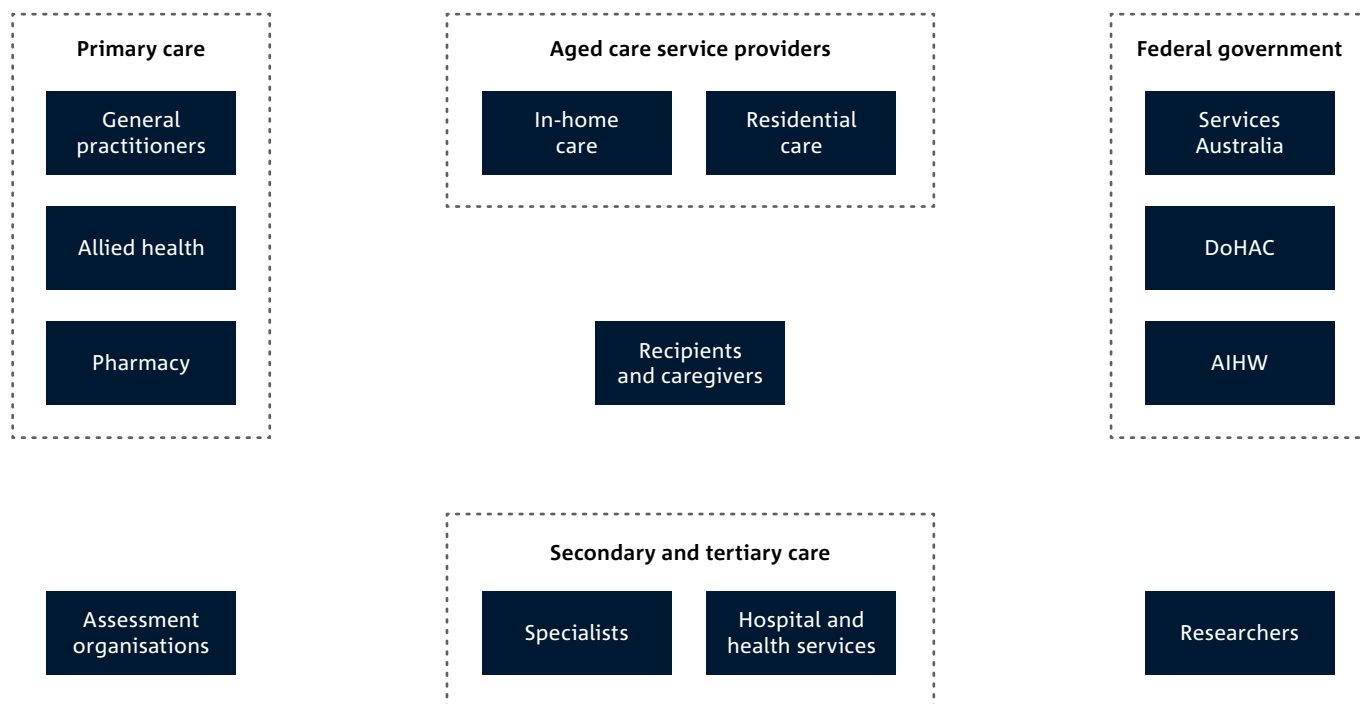 Primary care
General
practitioners
Allied health
Pharmacy
Aged care service providers
In-home
care
Residential
care
Federal government
Services
Australia
DoHAC
AIHW
Recipients
and caregivers
Assessment
organisations
Secondary and tertiary care
Specialists
Hospital and
health services
Researchers